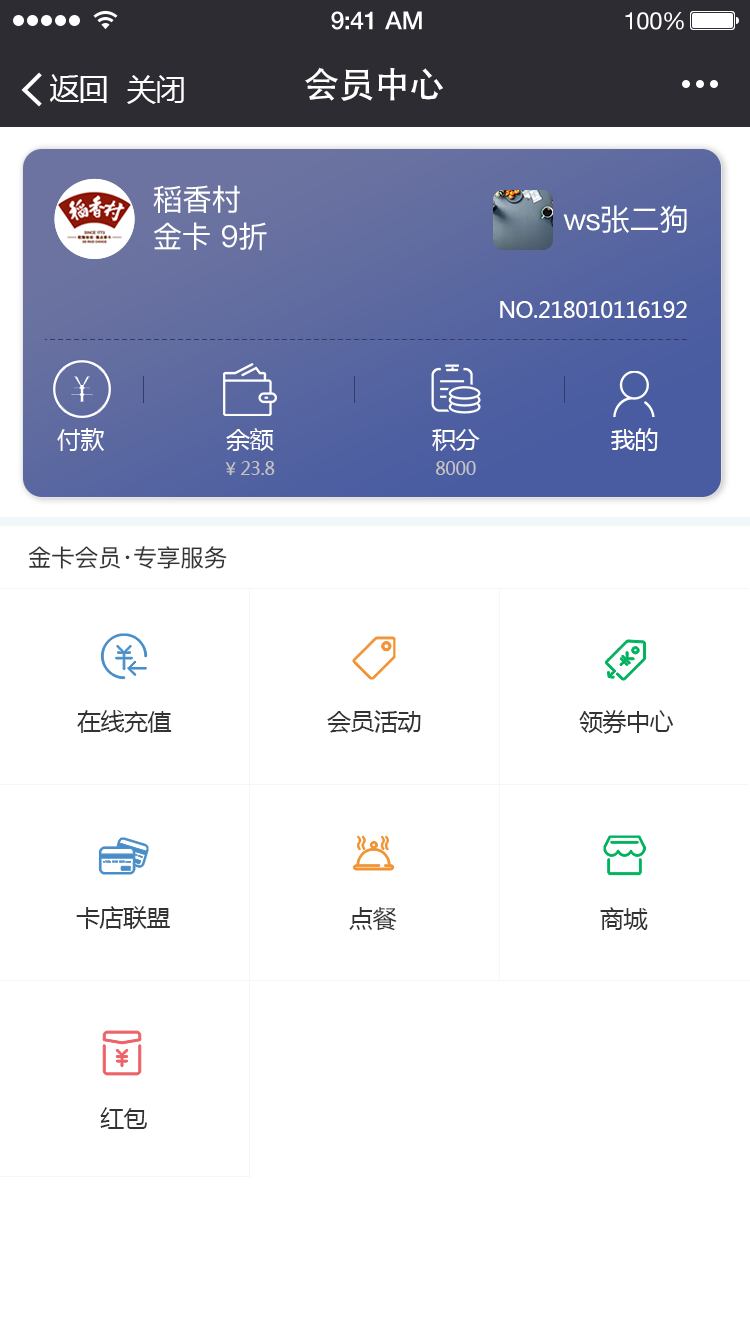 9:41 AM
100%
返回 关闭
会员中心
•••
稻香村
SINCE 1773
稻香村
金卡 9折
ws张二狗
NO.218010116192
付款
余额
积分
我的
¥ 23.8
8000
金卡会员·专享服务
在线充值
会员活动
领券中心
卡店联盟
点餐
商城
红包